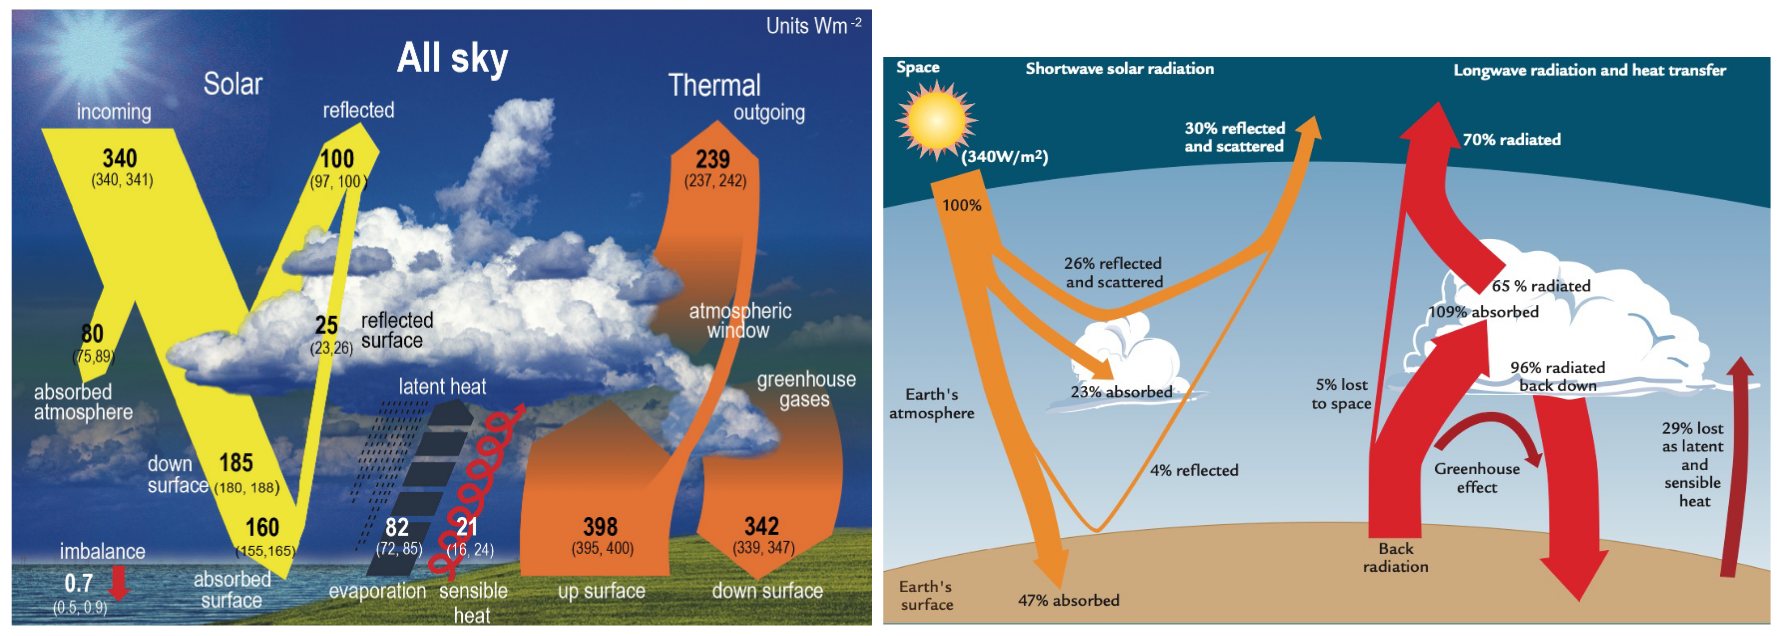 Units Wm-2
All sky
Solar
Thermal
incoming
reflected
outgoing
340
(340, 341)
100
(97, 100)
239
(237, 242)
80
(75,89)
absorbed
atmosphere
25
(23,26)
reflected
surface
atmospheric
window
latent heat
greenhouse
gases
down
surface
185
(180, 188)
160
(155,165)
82
(72, 85)
21
(16, 24)
398
(395, 400)
342
(339, 347)
imbalance
0.7
(0.5, 0.9)
absorbed
surface
evaporation
sensible
heat
up surface
down surface
Space
Shortwave solar radiation
Longwave radiation and heat transfer
(340W/m2)
100%
30% reflected
and scattered
70% radiated
26% reflected
and scattered
65 % radiated
109% absorbed
23% absorbed
96% radiated
back down
Earth's
atmosphere
5% lost
to space
4% reflected
Greenhouse
effect
29% lost
as latent
and
sensible
heat
Back
radiation
Earth's
surface
47% absorbed